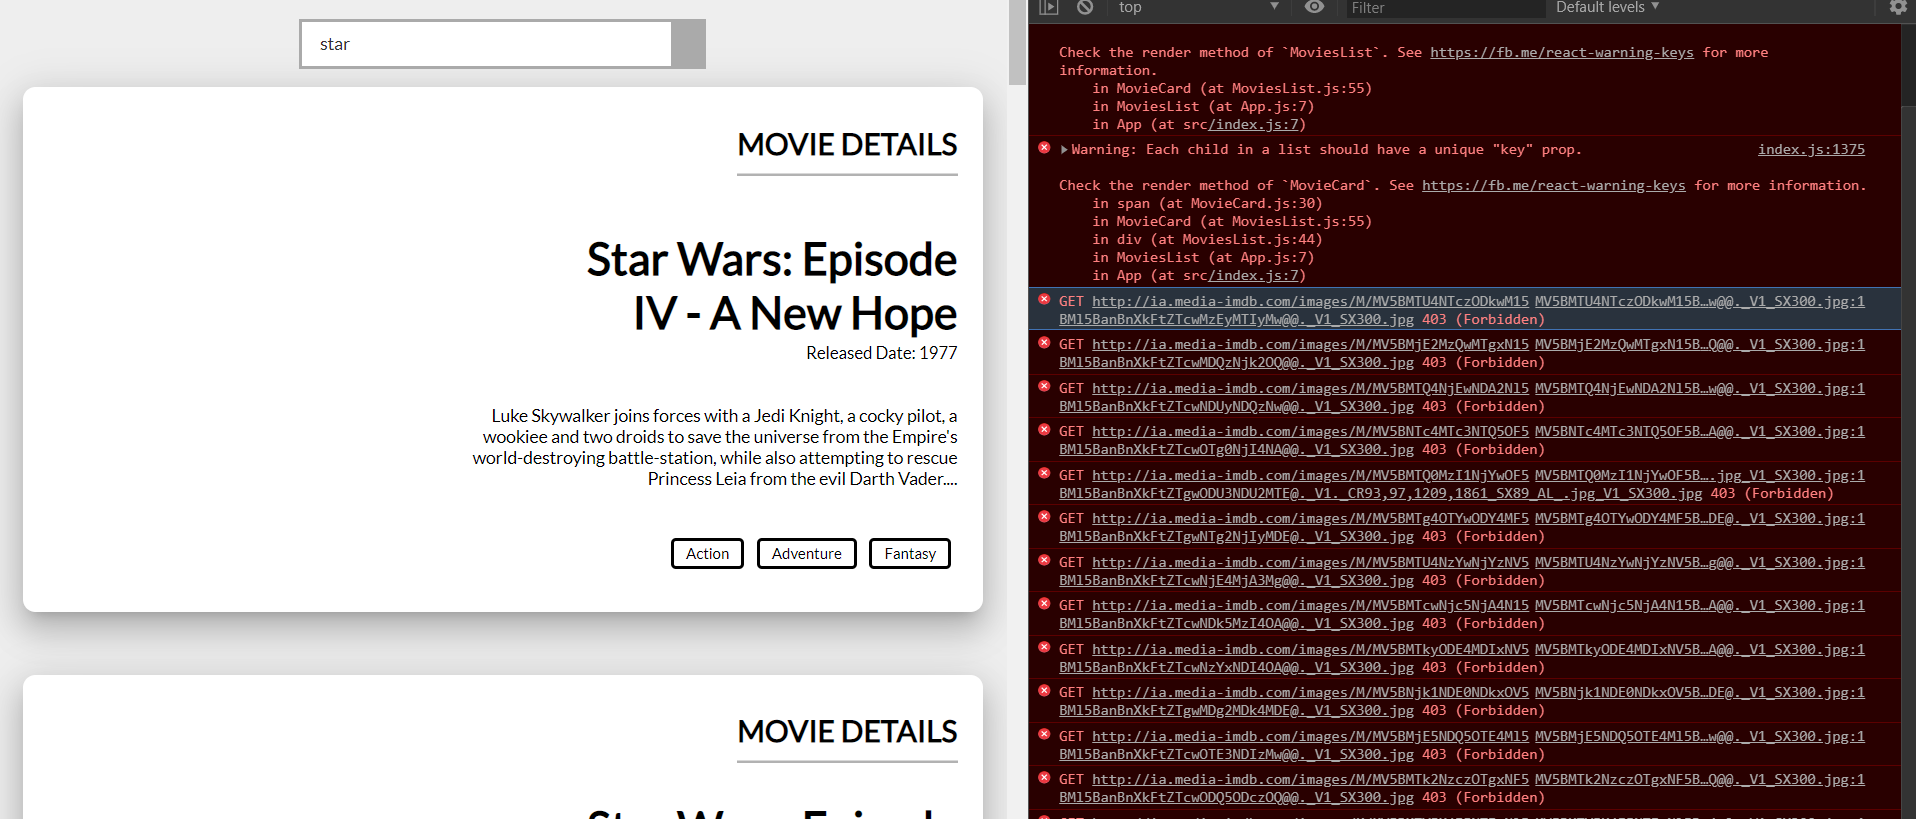 star
MOVIE DETAILS
Star Wars: Episode
IV - A New Hope
Released Date: 1977
Luke Skywalker joins forces with a Jedi Knight, a cocky pilot, a
wookiee and two droids to save the universe from the Empire's
world-destroying battle-station, while also attempting to rescue
Princess Leia from the evil Darth Vader....
Action Adventure Fantasy
MOVIE DETAILS
top Filter Default levels
Check the render method of `MoviesList`. See https://fb.me/react-warning-keys for more
information.
in MovieCard (at MoviesList.js:55)
in MoviesList (at App.js:7)
in App (at src/index.js:7)
Warning: Each child in a list should have a unique "key" prop. index.js:1375
Check the render method of `MovieCard`. See https://fb.me/react-warning-keys for more information.
in span (at MovieCard.js:30)
in MovieCard (at MoviesList.js:55)
in div (at MoviesList.js:44)
in MoviesList (at App.js:7)
in App (at src/index.js:7)
GET http://ia.media-imdb.com/images/M/MV5BMTU4NTczODkwM15 MV5BMTU4NTczODkwM15B…w@@._V1_SX300.jpg:1
BMl5BanBnXkFtZTcwMzEyMTIyMw@@._V1_SX300.jpg 403 (Forbidden)
GET http://ia.media-imdb.com/images/M/MV5BMjE2MzQwMTgxN15 MV5BMjE2MzQwMTgxN15B…Q@@._V1_SX300.jpg:1
BMl5BanBnXkFtZTcwMDQzNjk2OQ@@._V1_SX300.jpg 403 (Forbidden)
GET http://ia.media-imdb.com/images/M/MV5BMTQ4NjEwNDA2Nl5 MV5BMTQ4NjEwNDA2Nl5B…w@@._V1_SX300.jpg:1
BMl5BanBnXkFtZTcwNDUyNDQzNw@@._V1_SX300.jpg 403 (Forbidden)
GET http://ia.media-imdb.com/images/M/MV5BNTc4MTc3NTQ5OF5 MV5BNTc4MTc3NTQ5OF5B…A@@._V1_SX300.jpg:1
BMl5BanBnXkFtZTcwOTg0NjI4NA@@._V1_SX300.jpg 403 (Forbidden)
GET http://ia.media-imdb.com/images/M/MV5BMTQ0MzI1NjYwOF5 MV5BMTQ0MzI1NjYwOF5B….jpg_V1_SX300.jpg:1
BMl5BanBnXkFtZTgwODU3NDU2MTE@._V1._CR93,97,1209,1861_SX89_AL_.jpg_V1_SX300.jpg 403 (Forbidden)
GET http://ia.media-imdb.com/images/M/MV5BMTg4OTYwODY4MF5 MV5BMTg4OTYwODY4MF5B…DE@._V1_SX300.jpg:1
BMl5BanBnXkFtZTgwNTg2NjIyMDE@._V1_SX300.jpg 403 (Forbidden)
GET http://ia.media-imdb.com/images/M/MV5BMTU4NzYwNjYzNV5 MV5BMTU4NzYwNjYzNV5B…g@@._V1_SX300.jpg:1
BMl5BanBnXkFtZTcwNjE4MjA3Mg@@._V1_SX300.jpg 403 (Forbidden)
GET http://ia.media-imdb.com/images/M/MV5BMTcwNjc5NjA4N15 MV5BMTcwNjc5NjA4N15B…A@@._V1_SX300.jpg:1
BMl5BanBnXkFtZTcwNDk5MzI4OA@@._V1_SX300.jpg 403 (Forbidden)
GET http://ia.media-imdb.com/images/M/MV5BMTkyODE4MDIxNV5 MV5BMTkyODE4MDIxNV5B…A@@._V1_SX300.jpg:1
BMl5BanBnXkFtZTcwNzYxNDI4OA@@._V1_SX300.jpg 403 (Forbidden)
GET http://ia.media-imdb.com/images/M/MV5BNjk1NDE0NDkxOV5 MV5BNjk1NDE0NDkxOV5B…DE@._V1_SX300.jpg:1
BMl5BanBnXkFtZTgwMDg2MDk4MDE@._V1_SX300.jpg 403 (Forbidden)
GET http://ia.media-imdb.com/images/M/MV5BMjE5NDQ5OTE4Ml5 MV5BMjE5NDQ5OTE4Ml5B…w@@._V1_SX300.jpg:1
BMl5BanBnXkFtZTcwOTE3NDIzMw@@._V1_SX300.jpg 403 (Forbidden)
GET http://ia.media-imdb.com/images/M/MV5BMTk2NzczOTgxNF5 MV5BMTk2NzczOTgxNF5B…Q@@._V1_SX300.jpg:1
BMl5BanBnXkFtZTcwODQ5ODczOQ@@._V1_SX300.jpg 403 (Forbidden)